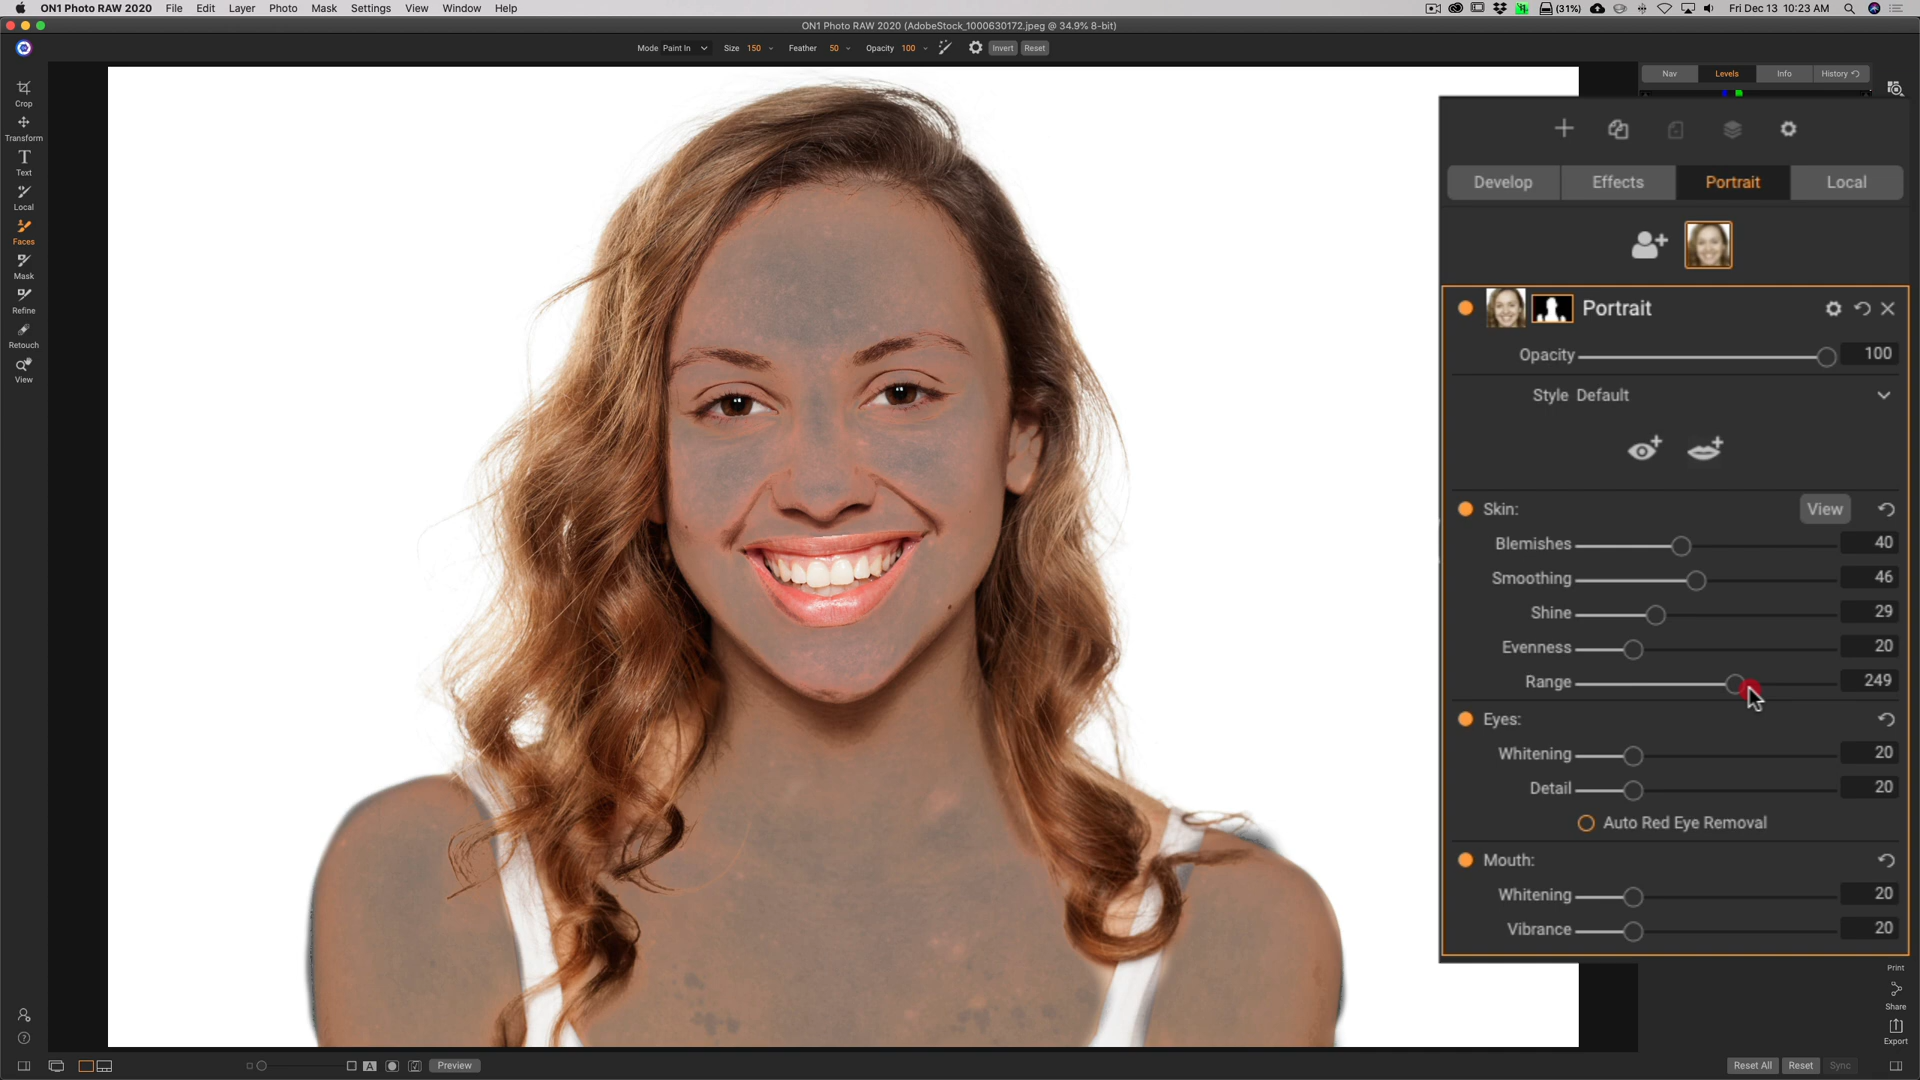 ON1 Photo RAW 2020 File Edit Layer Photo Mask Settings View Window Help (31%) Fri Dec 13 10:23 AM
ON1 Photo RAW 2020 (AdobeStock_1000630172.jpeg @ 34.9% 8-bit)
Mode Paint In Size 150 Feather 50 Opacity 100 Invert Reset
Nav Levels Info History
Crop
Transform
Text
Local
Faces
Mask
Refine
Retouch
View
Develop Effects Portrait Local
Portrait
Opacity 100
Style Default
Skin: View
Blemishes 40
Smoothing 46
Shine 29
Evenness 20
Range 249
Eyes:
Whitening 20
Detail 20
Auto Red Eye Removal
Mouth:
Whitening 20
Vibrance 20
Print
Share
Export
A Preview Reset All Reset Sync